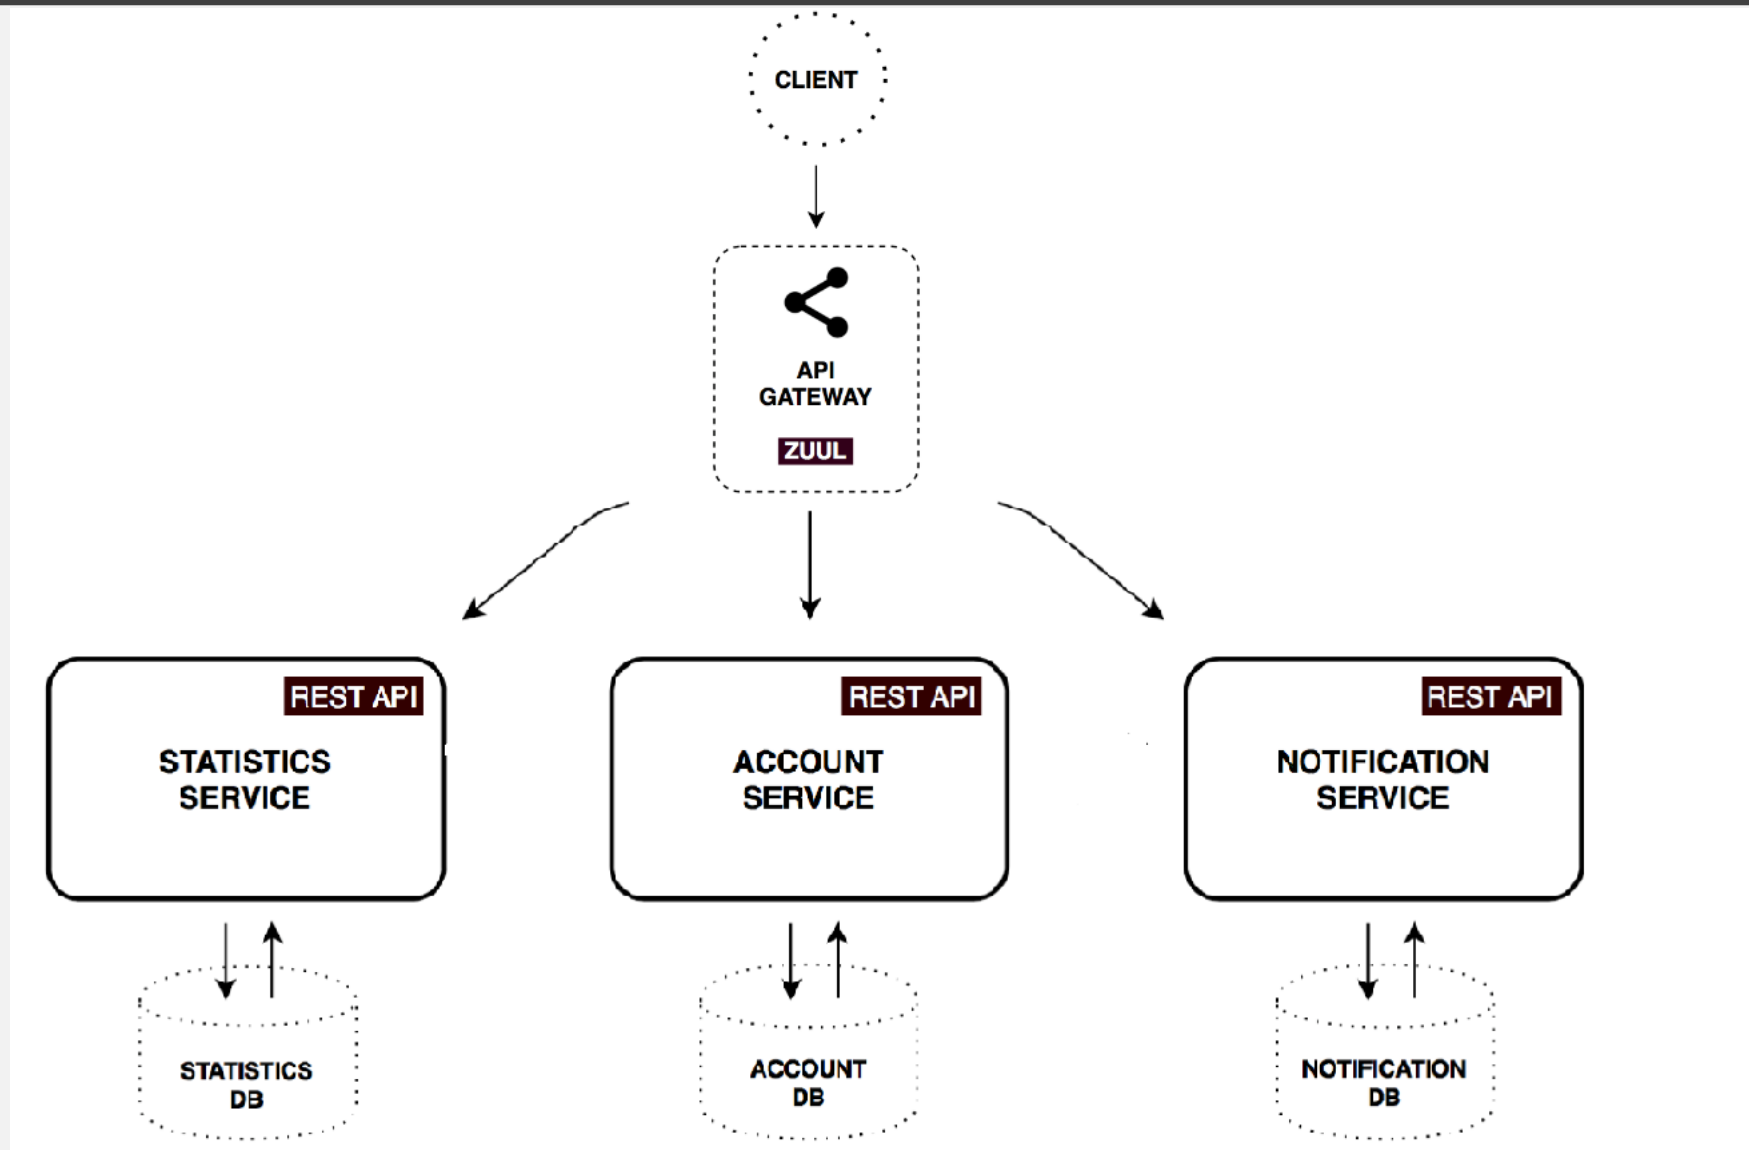 CLIENT
API
GATEWAY
ZUUL
REST API
STATISTICS
SERVICE
REST API
ACCOUNT
SERVICE
REST API
NOTIFICATION
SERVICE
STATISTICS
DB
ACCOUNT
DB
NOTIFICATION
DB